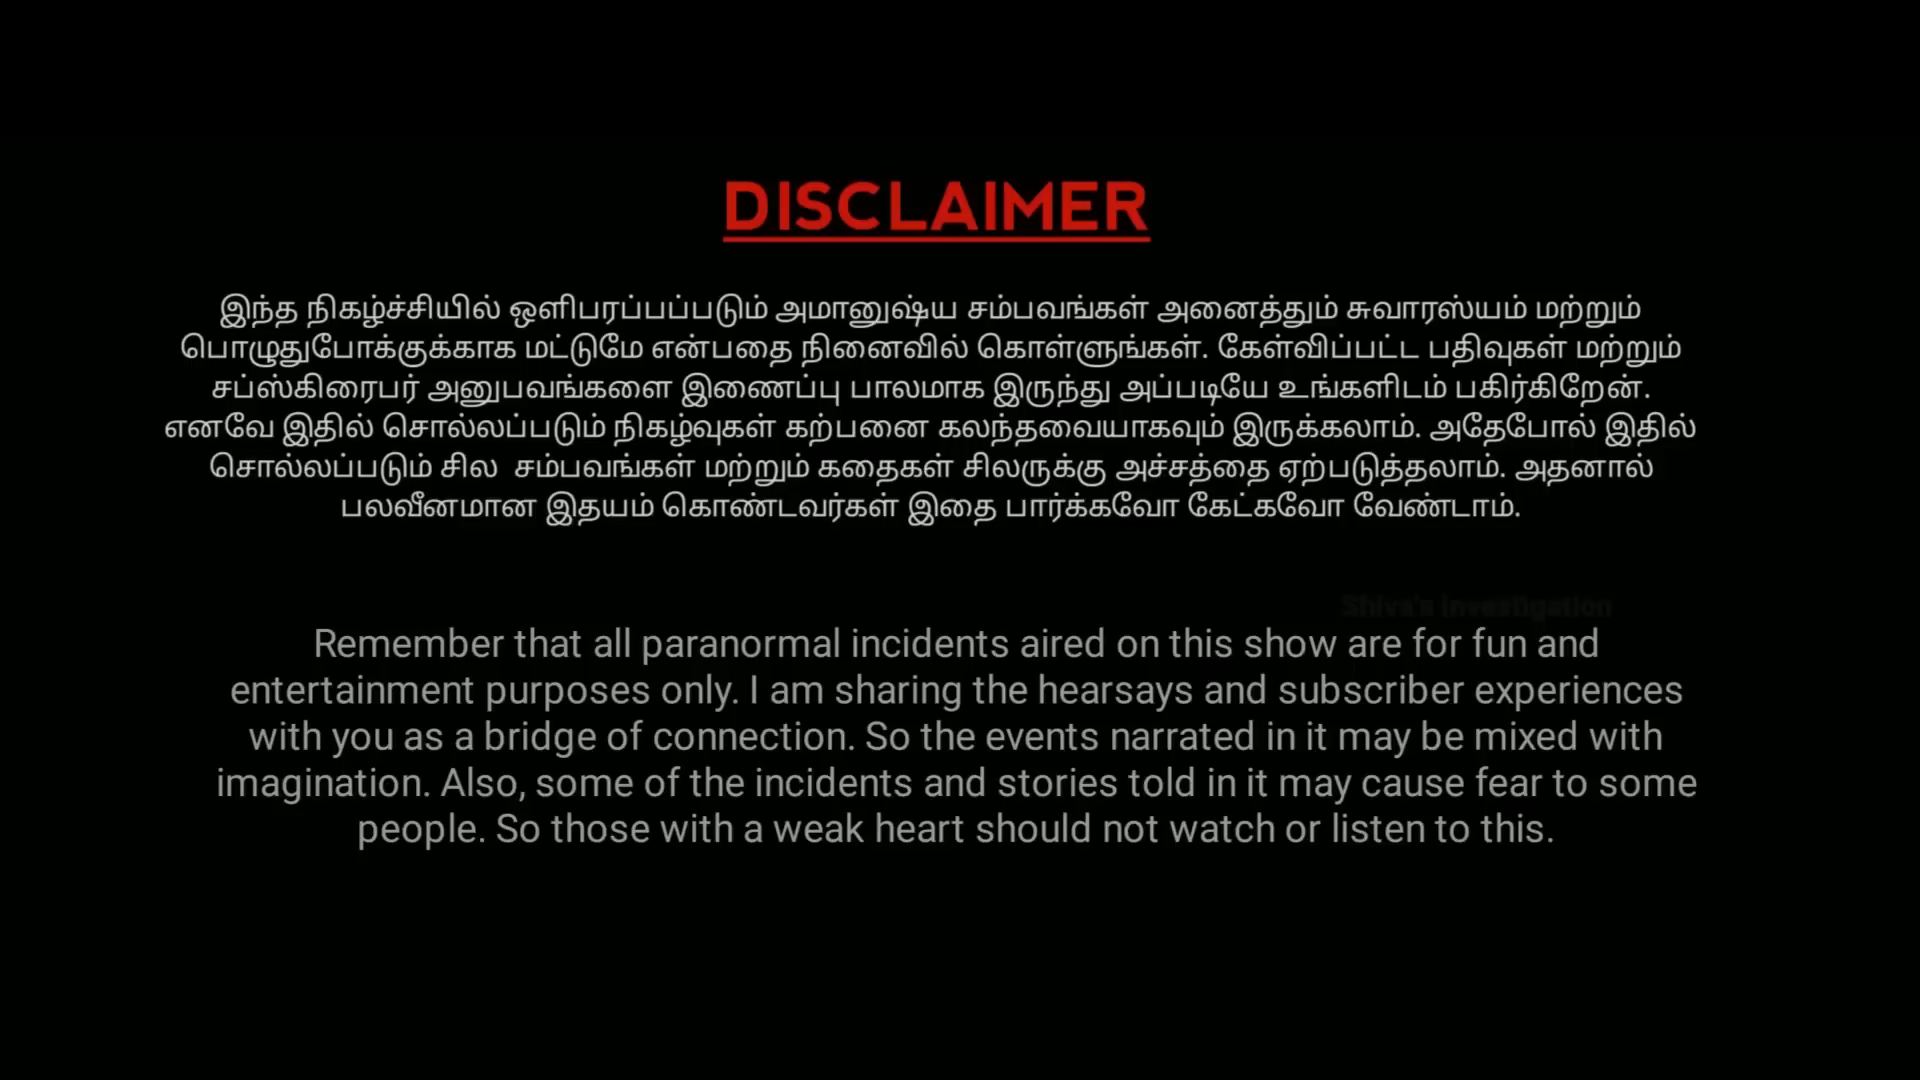 DISCLAIMER
இந்த நிகழ்ச்சியில் ஒளிபரப்பப்படும் அமானுஷ்ய சம்பவங்கள் அனைத்தும் சுவாரஸ்யம் மற்றும்
பொழுதுபோக்குக்காக மட்டுமே என்பதை நினைவில் கொள்ளுங்கள். கேள்விப்பட்ட பதிவுகள் மற்றும்
சப்ஸ்கிரைபர் அனுபவங்களை இணைப்பு பாலமாக இருந்து அப்படியே உங்களிடம் பகிர்கிறேன்.
எனவே இதில் சொல்லப்படும் நிகழ்வுகள் கற்பனை கலந்தவையாகவும் இருக்கலாம். அதேபோல் இதில்
சொல்லப்படும் சில சம்பவங்கள் மற்றும் கதைகள் சிலருக்கு அச்சத்தை ஏற்படுத்தலாம். அதனால்
பலவீனமான இதயம் கொண்டவர்கள் இதை பார்க்கவோ கேட்கவோ வேண்டாம்.
Shiva's investigation
Remember that all paranormal incidents aired on this show are for fun and
entertainment purposes only. I am sharing the hearsays and subscriber experiences
with you as a bridge of connection. So the events narrated in it may be mixed with
imagination. Also, some of the incidents and stories told in it may cause fear to some
people. So those with a weak heart should not watch or listen to this.